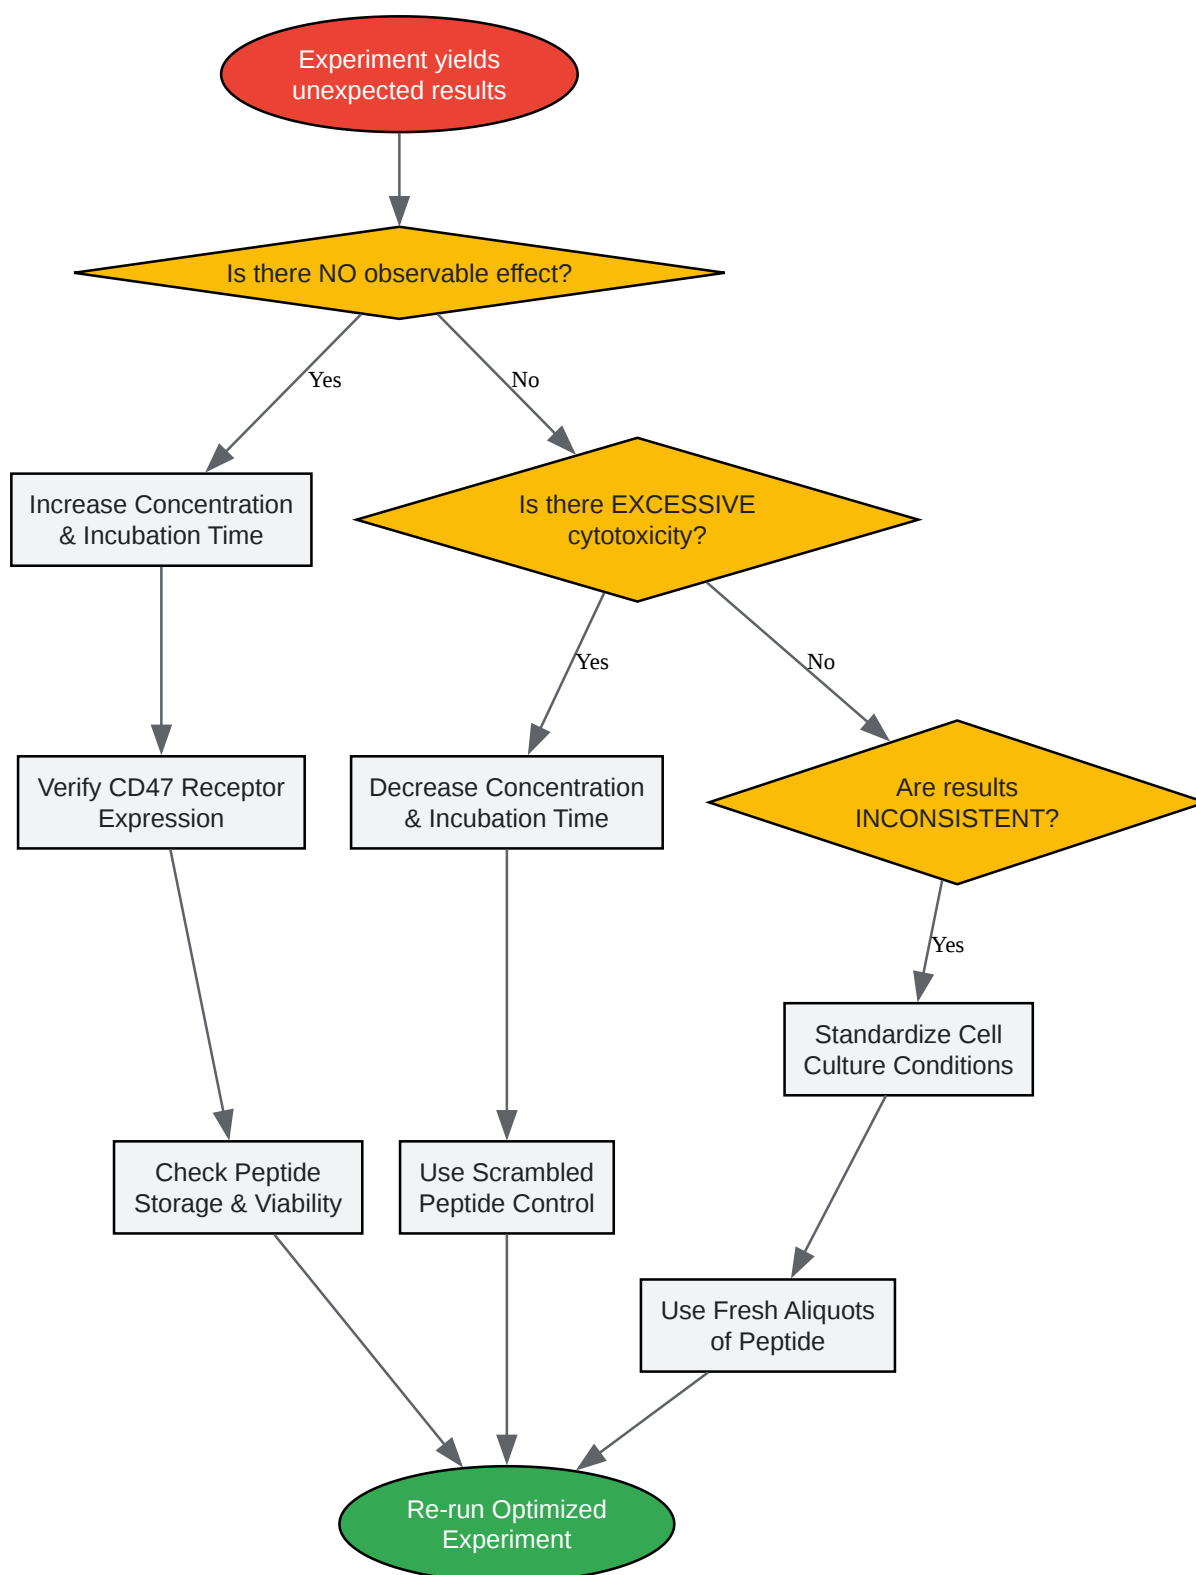 Experiment yields
unexpected results
Is there NO observable effect?
Yes
No
Increase Concentration
& Incubation Time
Is there EXCESSIVE
cytotoxicity?
Yes
No
Verify CD47 Receptor
Expression
Decrease Concentration
& Incubation Time
Are results
INCONSISTENT?
Yes
Standardize Cell
Culture Conditions
Check Peptide
Storage & Viability
Use Scrambled
Peptide Control
Use Fresh Aliquots
of Peptide
Re-run Optimized
Experiment